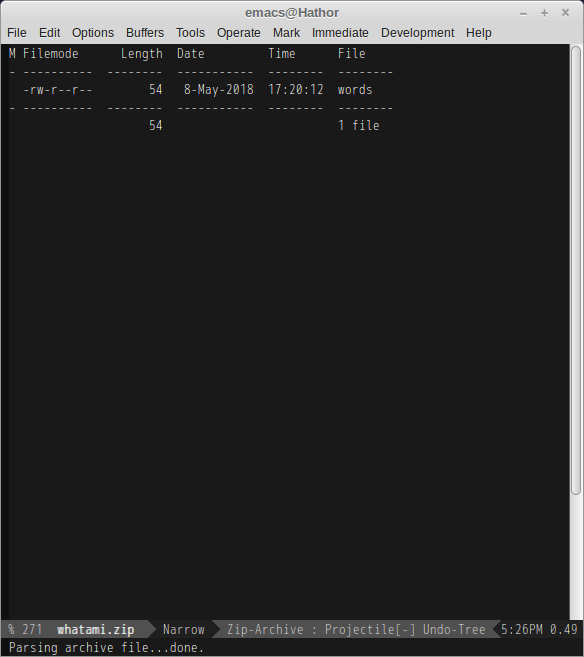 emacs@Hathor
File Edit Options Buffers Tools Operate Mark Immediate Development Help
M Filemode      Length  Date         Time      File
- ----------  --------  -----------  --------  --------
  -rw-r--r--        54   8-May-2018  17:20:12  words
- ----------  --------  -----------  --------  --------
                    54                         1 file
% 271  whatami.zip  Narrow  Zip-Archive : Projectile[-] Undo-Tree  5:26PM 0.49
Parsing archive file...done.